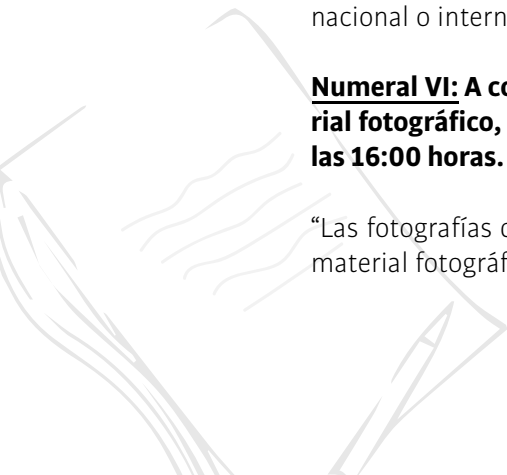 nacional o intern
Numeral VI: A co
rial fotográfico,
las 16:00 horas.
“Las fotografías
material fotográf